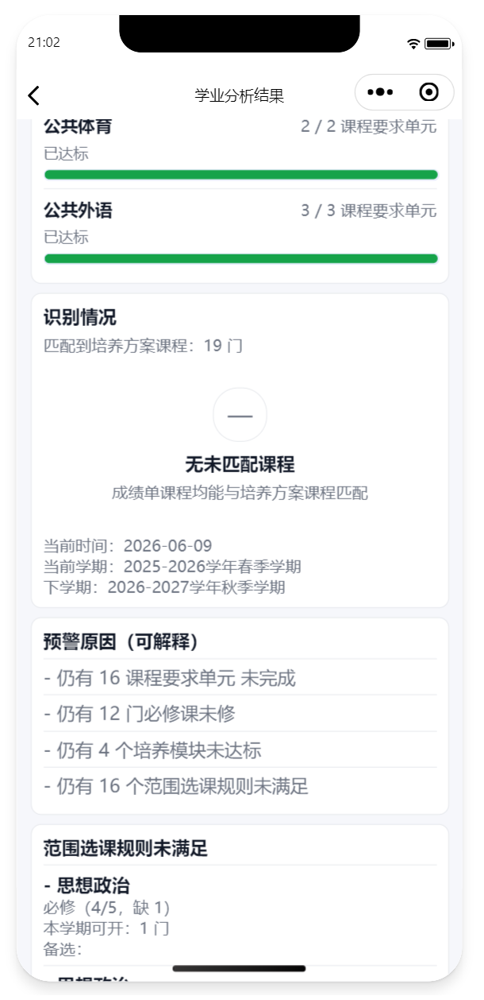 21:02
学业分析结果
公共体育
2 / 2 课程要求单元
已达标
公共外语
3 / 3 课程要求单元
已达标
识别情况
匹配到培养方案课程：19 门
无未匹配课程
成绩单课程均能与培养方案课程匹配
当前时间：2026-06-09
当前学期：2025-2026学年春季学期
下学期：2026-2027学年秋季学期
预警原因（可解释）
- 仍有 16 课程要求单元 未完成
- 仍有 12 门必修课未修
- 仍有 4 个培养模块未达标
- 仍有 16 个范围选课规则未满足
范围选课规则未满足
- 思想政治
必修（4/5，缺 1）
本学期可开：1 门
备选：